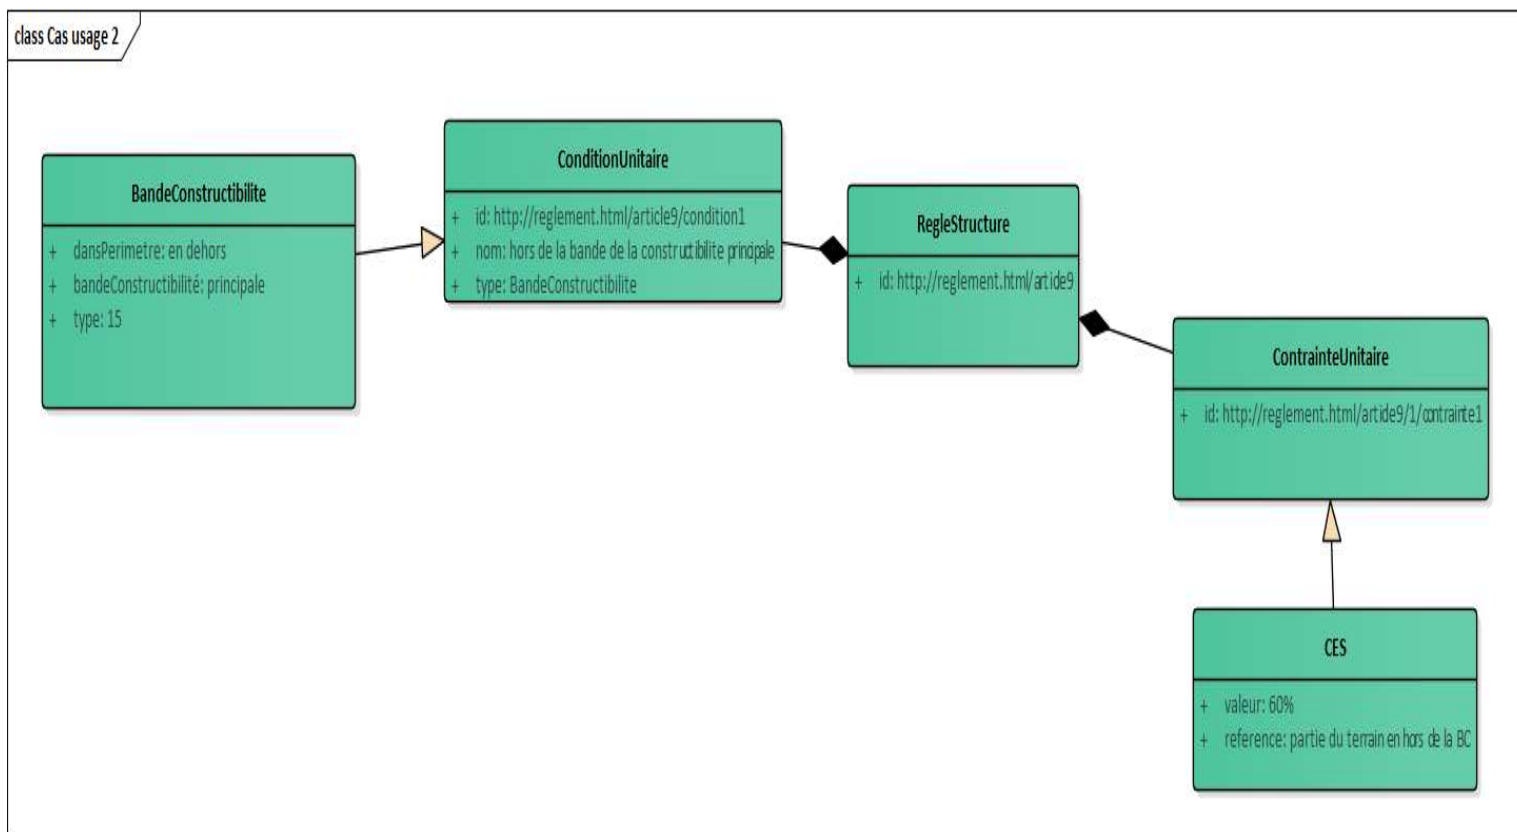 class Cas usage 2
BandeConstructibilite
+ dansPerimetre: en dehors
+ bandeConstructibilité: principale
+ type: 15
ConditionUnitaire
+ id: http://reglement.html/article9/condition1
+ nom: hors de la bande de la constructibilite principale
+ type: BandeConstructibilite
RegleStructure
+ id: http://reglement.html/article9
ContrainteUnitaire
+ id: http://reglement.html/article9/1/contrainte1
CES
+ valeur: 60%
+ reference: partie du terrain en hors de la BC